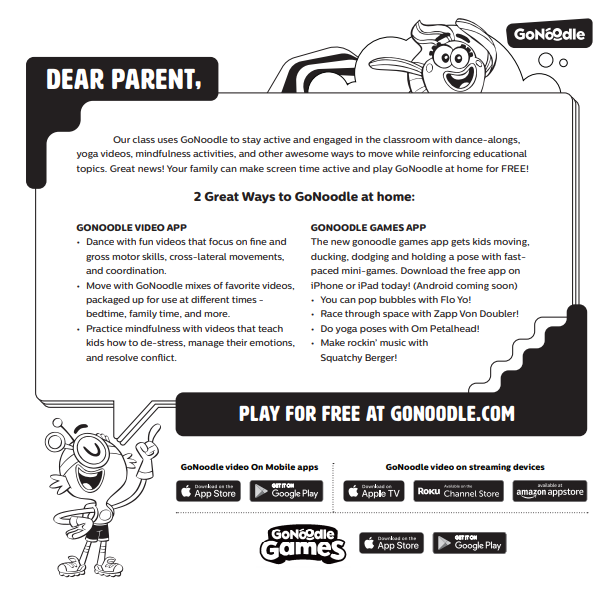 GoNoodle
DEAR PARENT,
Our class uses GoNoodle to stay active and engaged in the classroom with dance-alongs,
yoga videos, mindfulness activities, and other awesome ways to move while reinforcing educational
topics. Great news! Your family can make screen time active and play GoNoodle at home for FREE!
2 Great Ways to GoNoodle at home:
GONOODLE VIDEO APP
• Dance with fun videos that focus on fine and
gross motor skills, cross-lateral movements,
and coordination.
• Move with GoNoodle mixes of favorite videos,
packaged up for use at different times -
bedtime, family time, and more.
• Practice mindfulness with videos that teach
kids how to de-stress, manage their emotions,
and resolve conflict.
GONOODLE GAMES APP
The new gonoodle games app gets kids moving,
ducking, dodging and holding a pose with fast-
paced mini-games. Download the free app on
iPhone or iPad today! (Android coming soon)
• You can pop bubbles with Flo Yo!
• Race through space with Zapp Von Doubler!
• Do yoga poses with Om Petalhead!
• Make rockin' music with
Squatchy Berger!
PLAY FOR FREE AT GONOODLE.COM
GoNoodle video On Mobile apps
Download on the
App Store
GET IT ON
Google Play
GoNoodle video on streaming devices
Download on
Apple TV
Roku
Available on the
Channel Store
available at
amazon appstore
GoNoodle
Games
Download on the
App Store
GET IT ON
Google Play